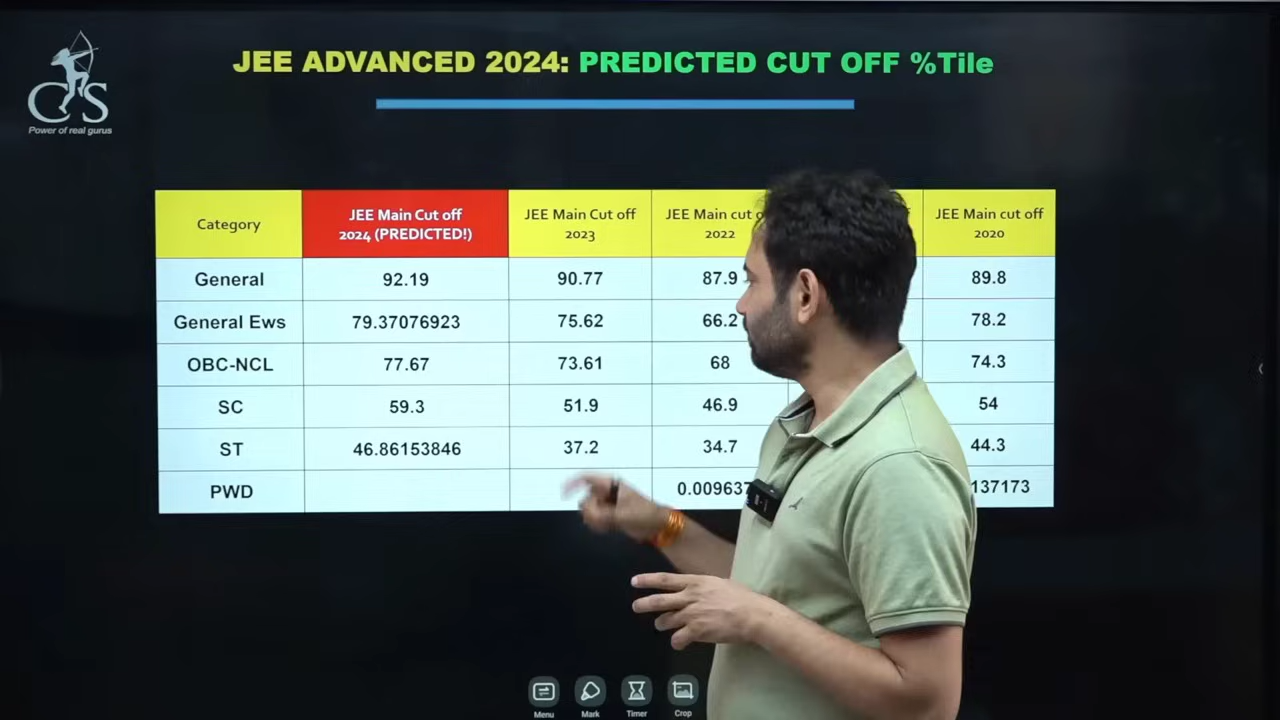 JEE ADVANCED 2024: PREDICTED CUT OFF %Tile
CS
Power of real gurus
Category
JEE Main Cut off
2024 (PREDICTED!)
JEE Main Cut off
2023
JEE Main cut
2022
JEE Main cut off
2020
General 92.19 90.77 87.9 89.8
General Ews 79.37076923 75.62 66.2 78.2
OBC-NCL 77.67 73.61 68 74.3
SC 59.3 51.9 46.9 54
ST 46.86153846 37.2 34.7 44.3
PWD 0.009637 137173
Menu Mark Timer Crop